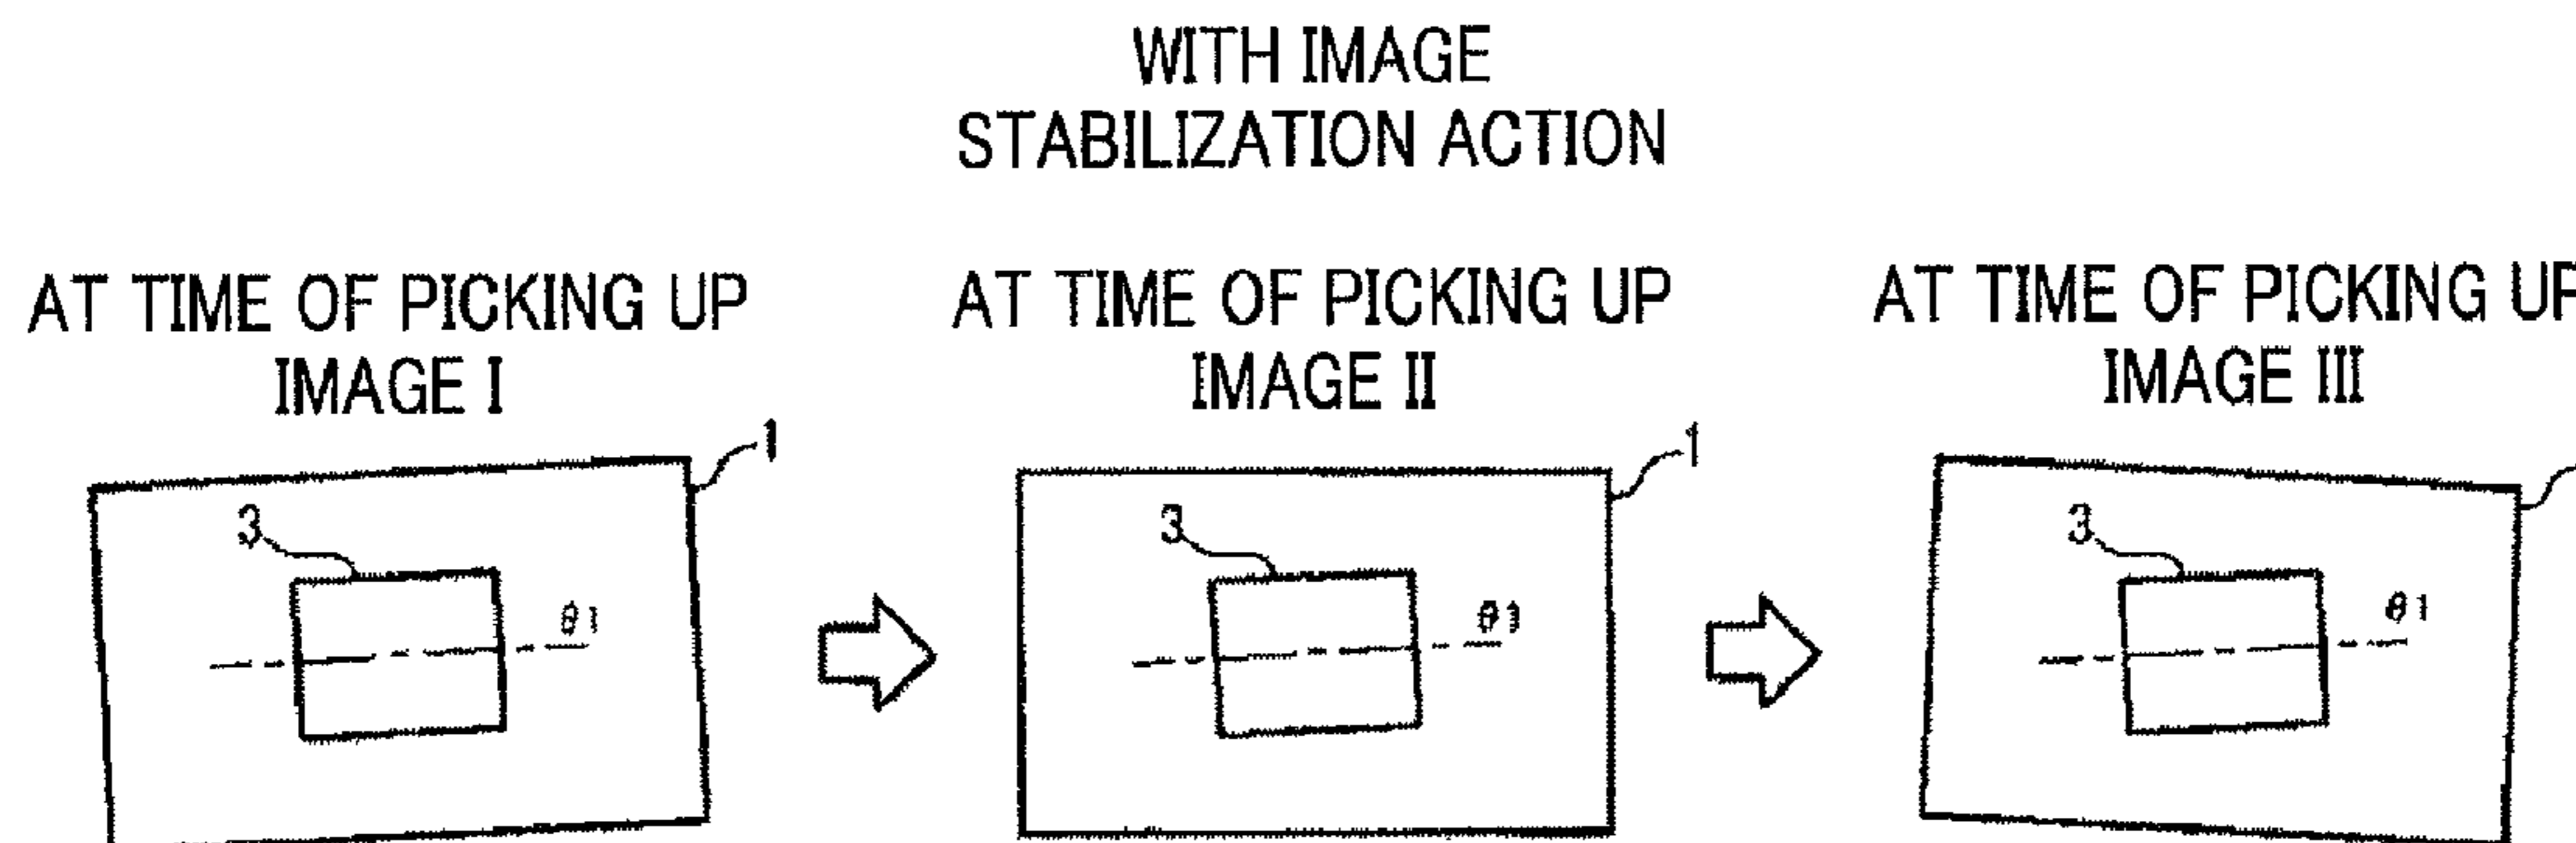 WITH IMAGE
STABILIZATION ACTION
AT TIME OF PICKING UP
IMAGE I
AT TIME OF PICKING UP
IMAGE II
AT TIME OF PICKING UP
IMAGE III
1
3
θ1
1
3
θ1
3
θ1